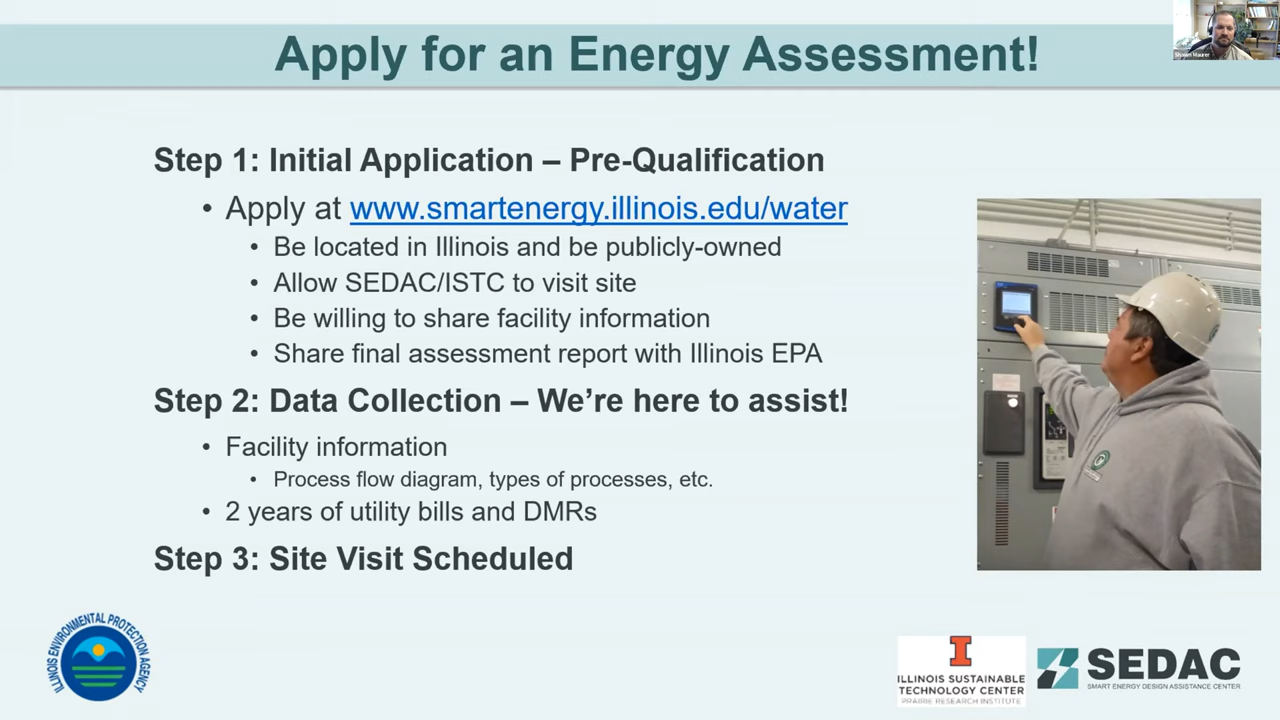 Apply for an Energy Assessment!
Shawn Maurer
Step 1: Initial Application – Pre-Qualification
• Apply at www.smartenergy.illinois.edu/water
• Be located in Illinois and be publicly-owned
• Allow SEDAC/ISTC to visit site
• Be willing to share facility information
• Share final assessment report with Illinois EPA
Step 2: Data Collection – We’re here to assist!
• Facility information
• Process flow diagram, types of processes, etc.
• 2 years of utility bills and DMRs
Step 3: Site Visit Scheduled
ILLINOIS ENVIRONMENTAL PROTECTION AGENCY
I
ILLINOIS SUSTAINABLE
TECHNOLOGY CENTER
PRAIRIE RESEARCH INSTITUTE
SEDAC
SMART ENERGY DESIGN ASSISTANCE CENTER